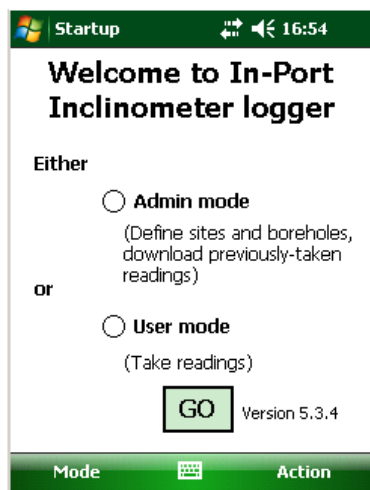 Startup 16:54
Welcome to In-Port
Inclinometer logger
Either
Admin mode
(Define sites and boreholes,
download previously-taken
readings)
or
User mode
(Take readings)
GO Version 5.3.4
Mode Action